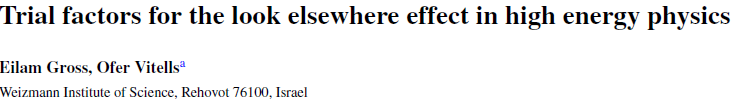 Trial factors for the look elsewhere effect in high energy physics
Eilam Gross, Ofer Vitellsa
Weizmann Institute of Science, Rehovot 76100, Israel